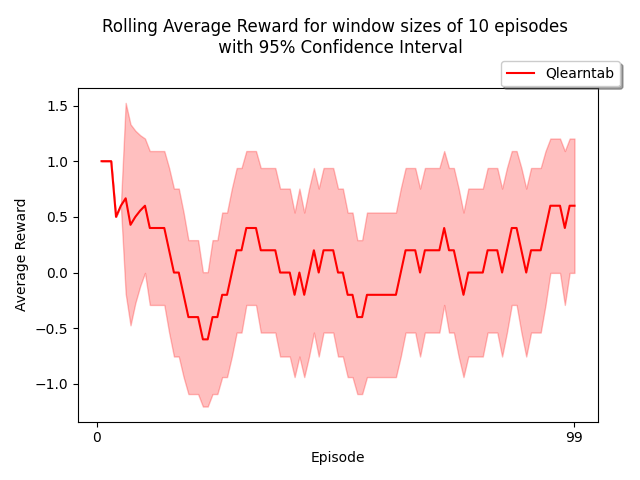 Rolling Average Reward for window sizes of 10 episodes
with 95% Confidence Interval
Qlearntab
1.5
1.0
0.5
0.0
−0.5
−1.0
Average Reward
0
99
Episode